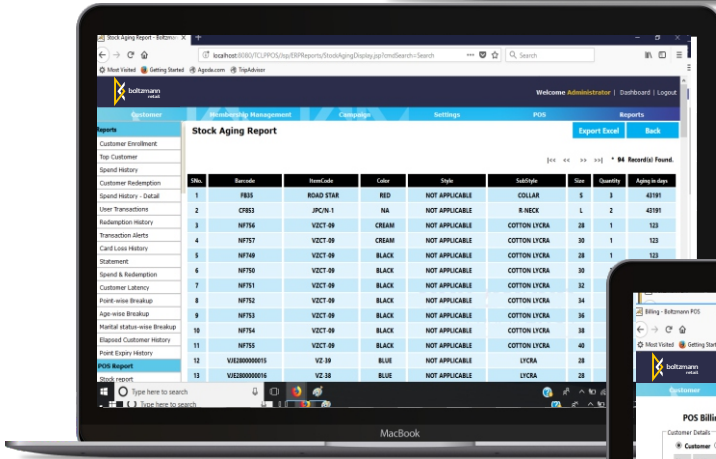 Stock Aging Report - Boltzmann
localhost:8080/TCLPPOS/Jsp/ERPReports/StockAgingDisplay.jsp?cmdSearch=Search
Search
Most Visited Getting Started Agoda.com TripAdvisor
boltzmann
retail
Welcome Administrator | Dashboard | Logout
Customer Membership Management Campaign Settings POS Reports
Reports
Stock Aging Report
Export Excel Back
Customer Enrollment
Top Customer
Spend History
Customer Redemption
Spend History - Detail
User Transactions
Redemption History
Transaction Alerts
Card Loss History
Statement
Spend & Redemption
Customer Latency
Point-wise Breakup
Age-wise Breakup
Marital status-wise Breakup
Elapsed Customer History
Point Expiry History
POS Report
Stock report
|<< << >> >>| * 94 Record(s) Found.
SNo. Barcode ItemCode Color Style SubStyle Size Quantity Aging in days
1 FB35 ROAD STAR RED NOT APPLICABLE COLLAR S 3 43191
2 CF853 JPC/N-1 NA NOT APPLICABLE R-NECK L 2 43191
3 NF756 VZCT-09 CREAM NOT APPLICABLE COTTON LYCRA 28 1 123
4 NF757 VZCT-09 CREAM NOT APPLICABLE COTTON LYCRA 30 1 123
5 NF749 VZCT-09 BLACK NOT APPLICABLE COTTON LYCRA 28 1 123
6 NF750 VZCT-09 BLACK NOT APPLICABLE COTTON LYCRA 30
7 NF751 VZCT-09 BLACK NOT APPLICABLE COTTON LYCRA 32
8 NF752 VZCT-09 BLACK NOT APPLICABLE COTTON LYCRA 34
9 NF753 VZCT-09 BLACK NOT APPLICABLE COTTON LYCRA 36
10 NF754 VZCT-09 BLACK NOT APPLICABLE COTTON LYCRA 38
11 NF755 VZCT-09 BLACK NOT APPLICABLE COTTON LYCRA 40
12 VJE2800000015 VZ-39 BLUE NOT APPLICABLE LYCRA 28
13 VJE2800000016 VZ-38 BLUE NOT APPLICABLE LYCRA 28
Type here to search
Type here to search
MacBook
Billing - Boltzmann POS
Most Visited Getting Start
boltzmann
retail
Customer
POS Billin
Customer Details
Customer